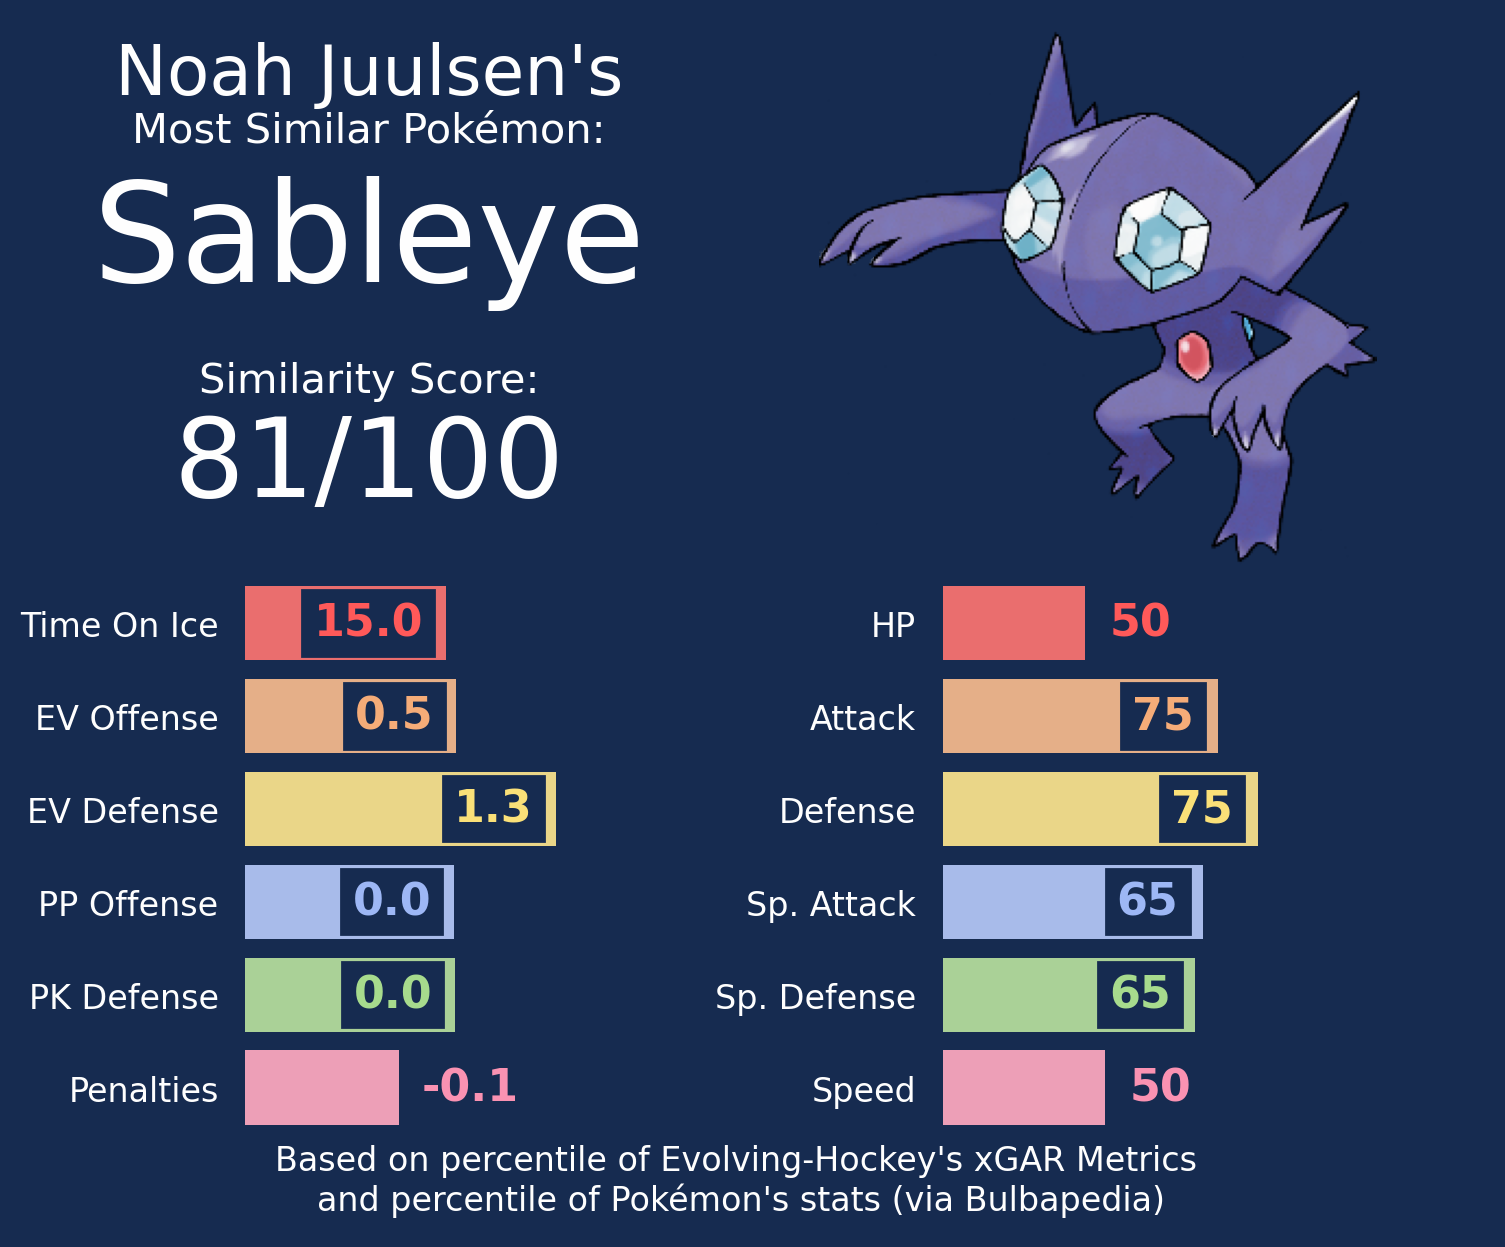 Noah Juulsen's
Most Similar Pokémon:
Sableye
Similarity Score:
81/100
Time On Ice 15.0
EV Offense 0.5
EV Defense 1.3
PP Offense 0.0
PK Defense 0.0
Penalties -0.1
HP 50
Attack 75
Defense 75
Sp. Attack 65
Sp. Defense 65
Speed 50
Based on percentile of Evolving-Hockey's xGAR Metrics
and percentile of Pokémon's stats (via Bulbapedia)